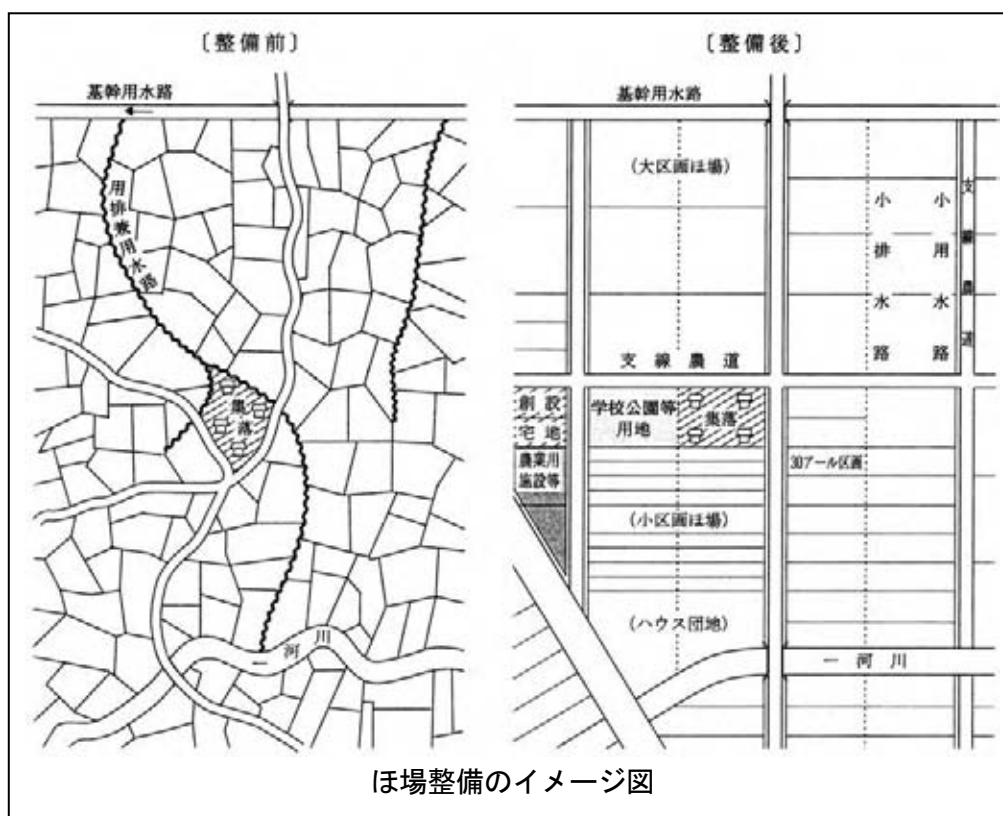 〔整備前〕
基幹用水路
用排兼用水路
集落
一河川
〔整備後〕
基幹用水路
(大区画ほ場)
小排水路
小用水路
支線農道
支線農道
創設
宅地
学校公園等
用地
集落
農業用
施設等
30アール区画
(小区画ほ場)
(ハウス団地)
一河川
ほ場整備のイメージ図